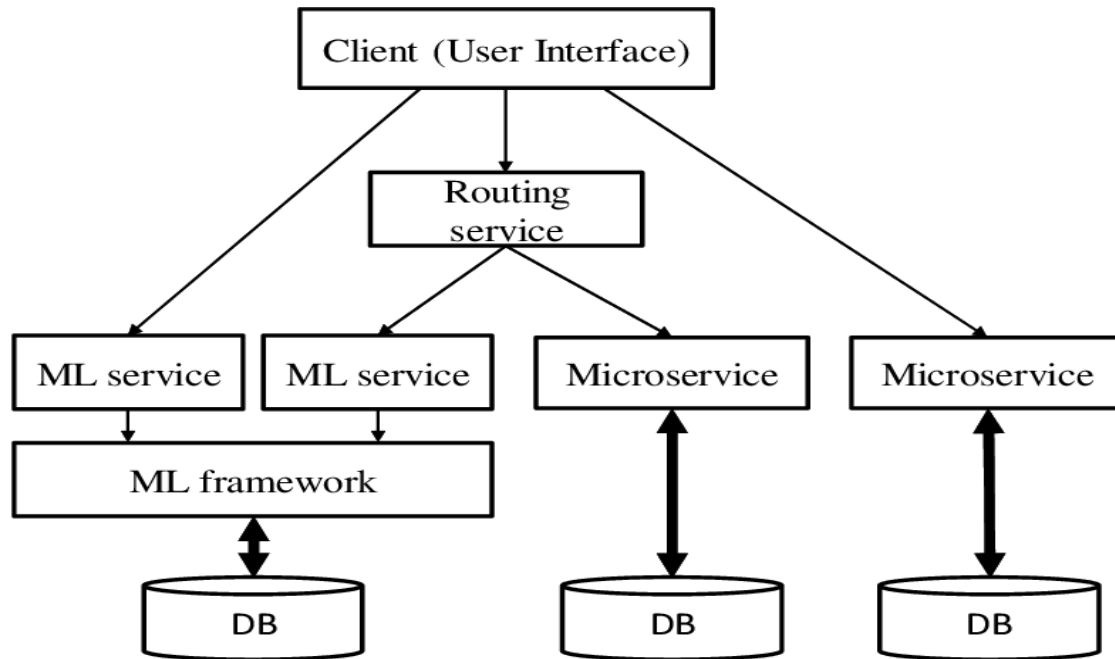 Client (User Interface)
Routing
service
ML service
ML service
Microservice
Microservice
ML framework
DB
DB
DB